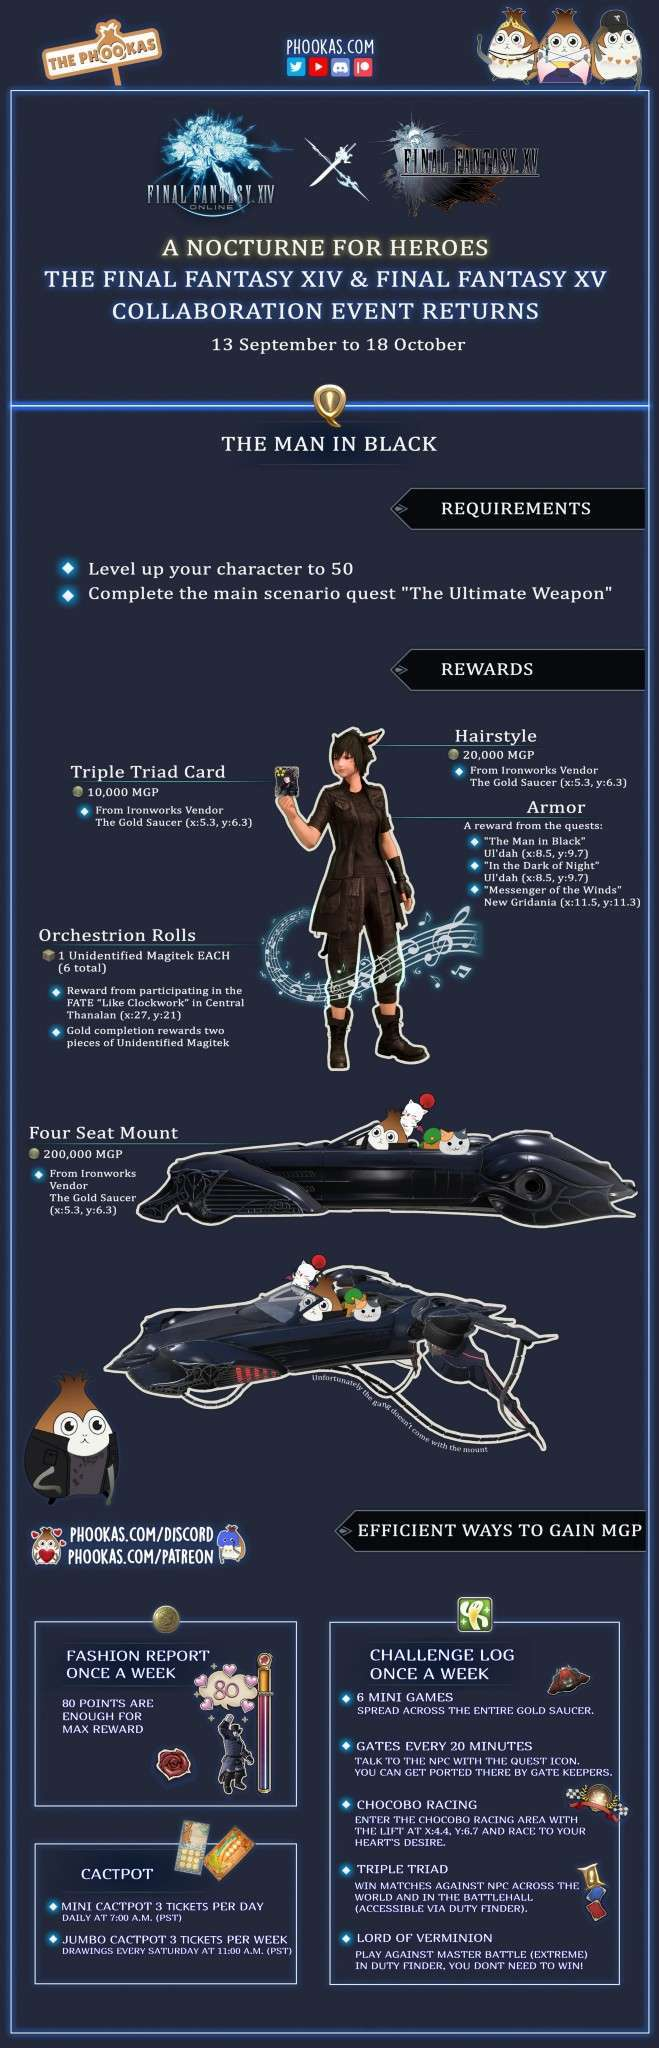 THE PHOOKAS
PHOOKAS.COM
FINAL FANTASY XIV
ONLINE
FINAL FANTASY XV
A NOCTURNE FOR HEROES
THE FINAL FANTASY XIV & FINAL FANTASY XV
COLLABORATION EVENT RETURNS
13 September to 18 October
THE MAN IN BLACK
REQUIREMENTS
Level up your character to 50
Complete the main scenario quest "The Ultimate Weapon"
REWARDS
Hairstyle
20,000 MGP
From Ironworks Vendor
The Gold Saucer (x:5.3, y:6.3)
Triple Triad Card
10,000 MGP
From Ironworks Vendor
The Gold Saucer (x:5.3, y:6.3)
Armor
A reward from the quests:
"The Man in Black"
Ul'dah (x:8.5, y:9.7)
"In the Dark of Night"
Ul'dah (x:8.5, y:9.7)
"Messenger of the Winds"
New Gridania (x:11.5, y:11.3)
Orchestrion Rolls
1 Unidentified Magitek EACH
(6 total)
Reward from participating in the
FATE "Like Clockwork" in Central
Thanalan (x:27, y:21)
Gold completion rewards two
pieces of Unidentified Magitek
Four Seat Mount
200,000 MGP
From Ironworks
Vendor
The Gold Saucer
(x:5.3, y:6.3)
Unfortunately the gang doesn't come with the mount
PHOOKAS.COM/DISCORD
PHOOKAS.COM/PATREON
EFFICIENT WAYS TO GAIN MGP
FASHION REPORT
ONCE A WEEK
80 POINTS ARE
ENOUGH FOR
MAX REWARD
80
CACTPOT
MINI CACTPOT 3 TICKETS PER DAY
DAILY AT 7:00 A.M. (PST)
JUMBO CACTPOT 3 TICKETS PER WEEK
DRAWINGS EVERY SATURDAY AT 11:00 A.M. (PST)
CHALLENGE LOG
ONCE A WEEK
6 MINI GAMES
SPREAD ACROSS THE ENTIRE GOLD SAUCER.
GATES EVERY 20 MINUTES
TALK TO THE NPC WITH THE QUEST ICON.
YOU CAN GET PORTED THERE BY GATE KEEPERS.
CHOCOBO RACING
ENTER THE CHOCOBO RACING AREA WITH
THE LIFT AT X:4.4, Y:6.7 AND RACE TO YOUR
HEART'S DESIRE.
TRIPLE TRIAD
WIN MATCHES AGAINST NPC ACROSS THE
WORLD AND IN THE BATTLEHALL
(ACCESSIBLE VIA DUTY FINDER).
LORD OF VERMINION
PLAY AGAINST MASTER BATTLE (EXTREME)
IN DUTY FINDER, YOU DONT NEED TO WIN!